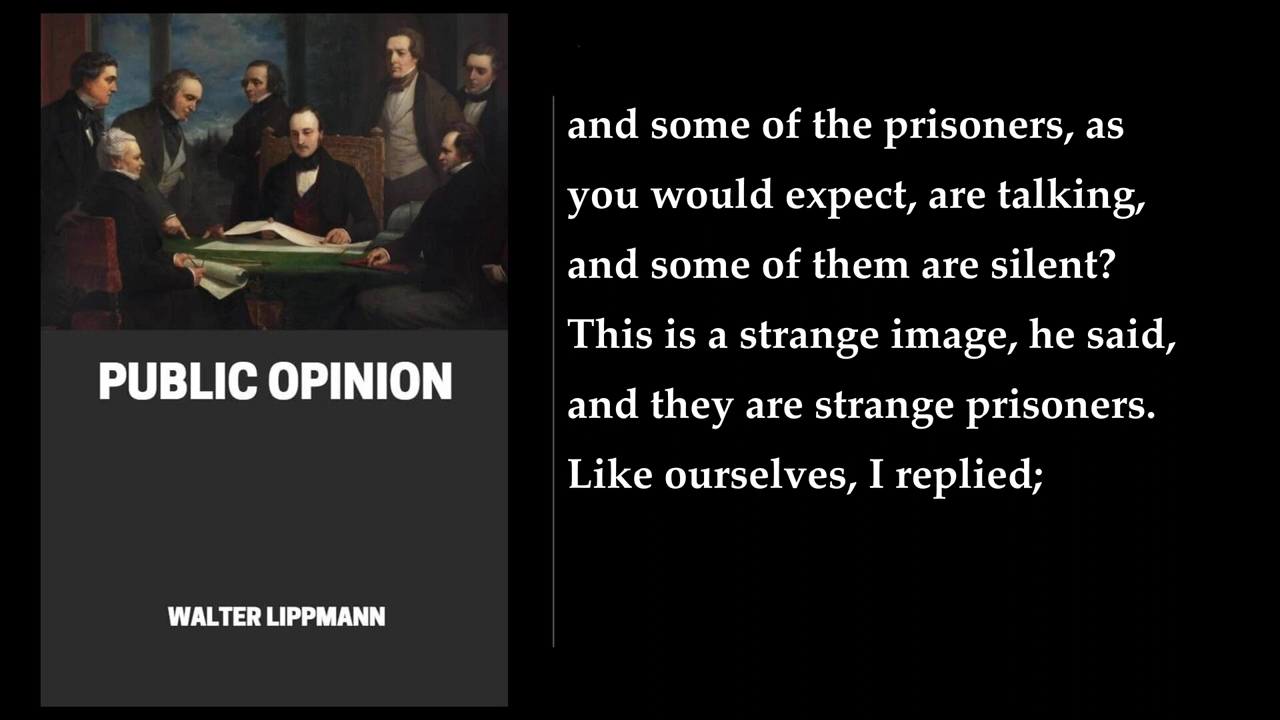 PUBLIC OPINION
WALTER LIPPMANN
and some of the prisoners, as
you would expect, are talking,
and some of them are silent?
This is a strange image, he said,
and they are strange prisoners.
Like ourselves, I replied;